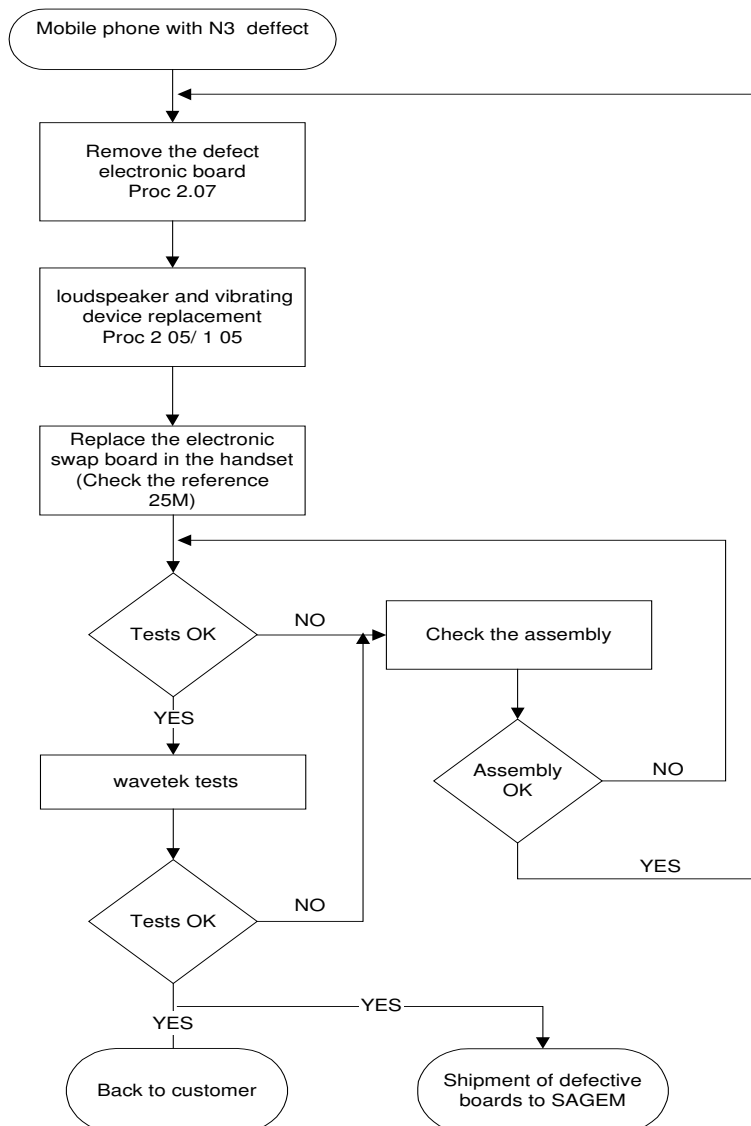 Mobile phone with N3 deffect
Remove the defect
electronic board
Proc 2.07
loudspeaker and vibrating
device replacement
Proc 2 05/ 1 05
Replace the electronic
swap board in the handset
(Check the reference
25M)
Tests OK
NO
Check the assembly
YES
wavetek tests
Assembly
OK
NO
YES
Tests OK
NO
YES
YES
Back to customer
Shipment of defective
boards to SAGEM